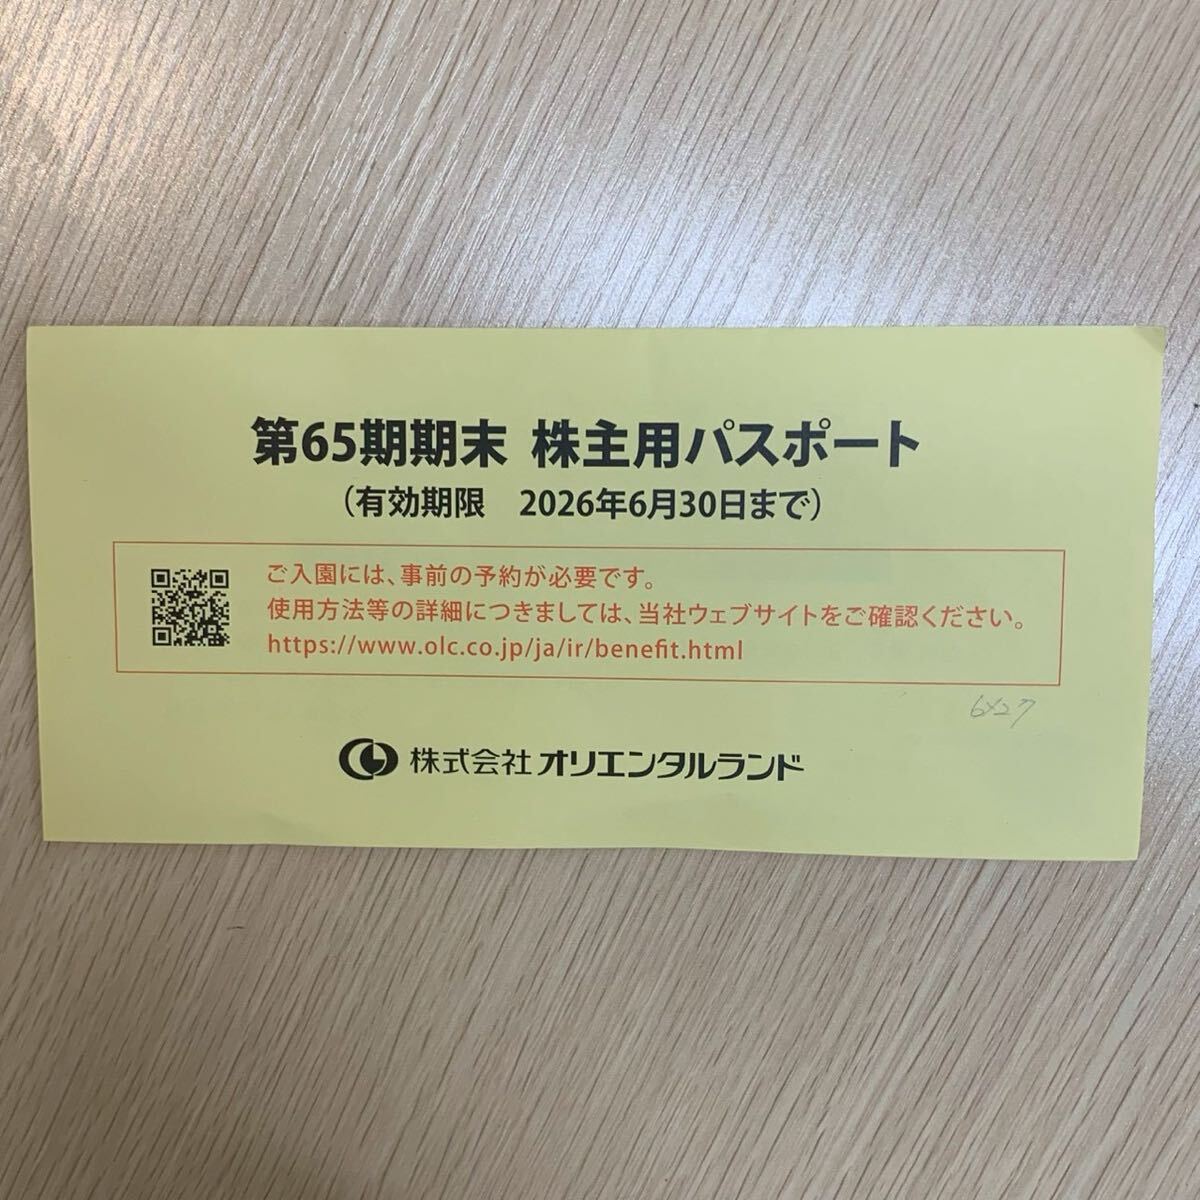 第65期期末 株主用パスポート
(有効期限　2026年6月30日まで)
ご入園には、事前の予約が必要です。
使用方法等の詳細につきましては、当社ウェブサイトをご確認ください。
https://www.olc.co.jp/ja/ir/benefit.html
株式会社オリエンタルランド